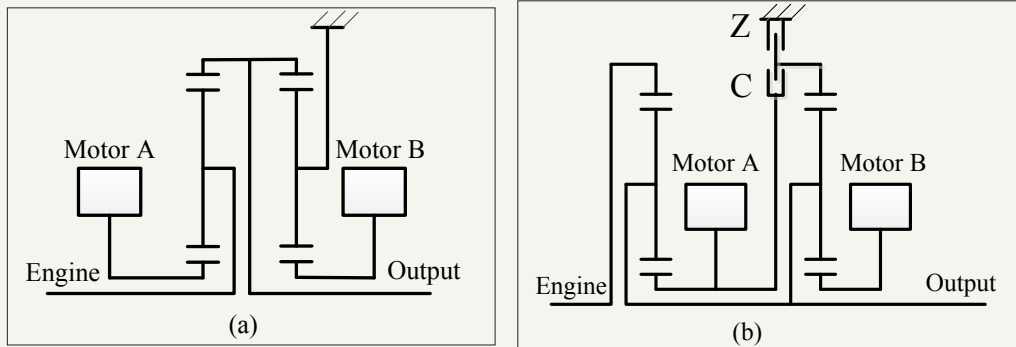 Motor A
Motor B
Engine
Output
(a)
Z
C
Motor A
Motor B
Engine
Output
(b)